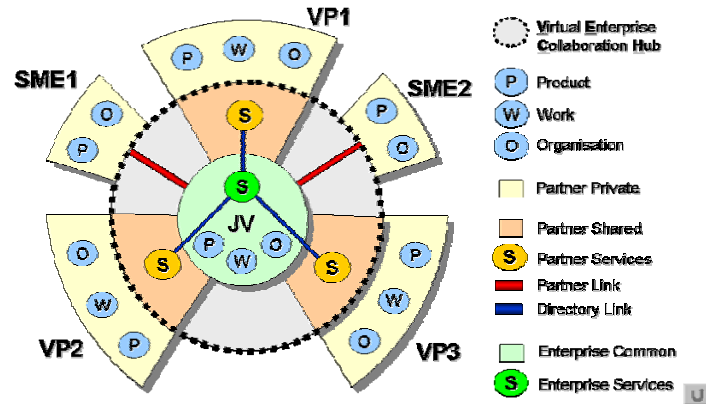 VP1
P W O
SME1
O
P
S
SME2
P
O
S
JV
P W O
S
S
VP2
O
W
P
VP3
P
W
O
Virtual Enterprise
Collaboration Hub
P Product
W Work
O Organisation
Partner Private
Partner Shared
S Partner Services
Partner Link
Directory Link
Enterprise Common
S Enterprise Services
U